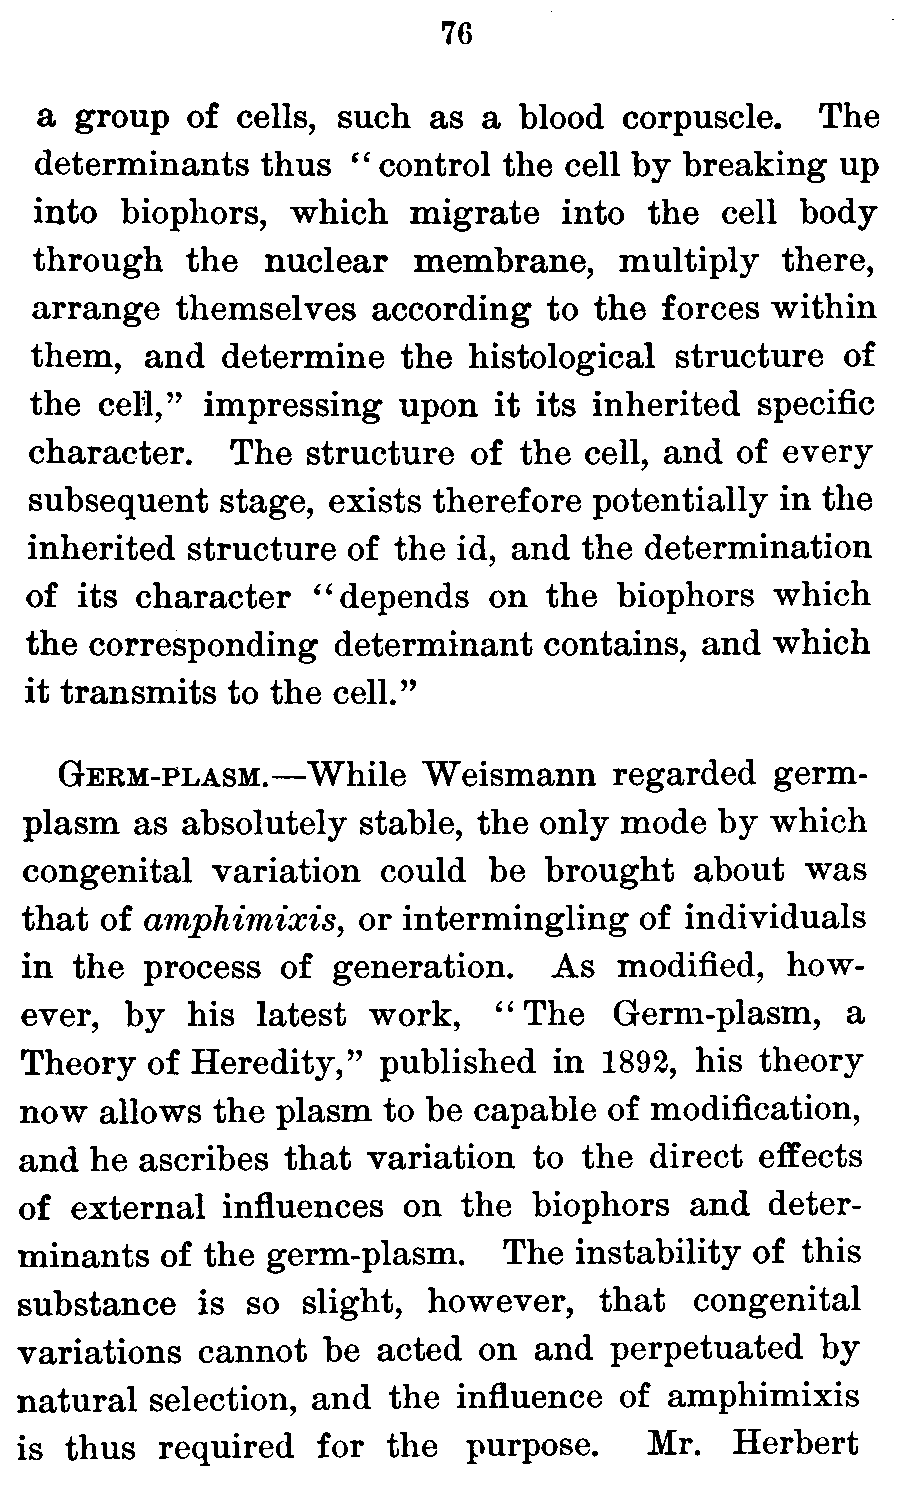 76
a group of cells, such as a blood corpuscle. The
determinants thus “control the cell by breaking up
into biophors, which migrate into the cell body
through the nuclear membrane, multiply there,
arrange themselves according to the forces within
them, and determine the histological structure of
the cell,” impressing upon it its inherited specific
character. The structure of the cell, and of every
subsequent stage, exists therefore potentially in the
inherited structure of the id, and the determination
of its character “depends on the biophors which
the corresponding determinant contains, and which
it transmits to the cell.”
GERM-PLASM.—While Weismann regarded germ-
plasm as absolutely stable, the only mode by which
congenital variation could be brought about was
that of amphimixis, or intermingling of individuals
in the process of generation. As modified, how-
ever, by his latest work, “The Germ-plasm, a
Theory of Heredity,” published in 1892, his theory
now allows the plasm to be capable of modification,
and he ascribes that variation to the direct effects
of external influences on the biophors and deter-
minants of the germ-plasm. The instability of this
substance is so slight, however, that congenital
variations cannot be acted on and perpetuated by
natural selection, and the influence of amphimixis
is thus required for the purpose. Mr. Herbert